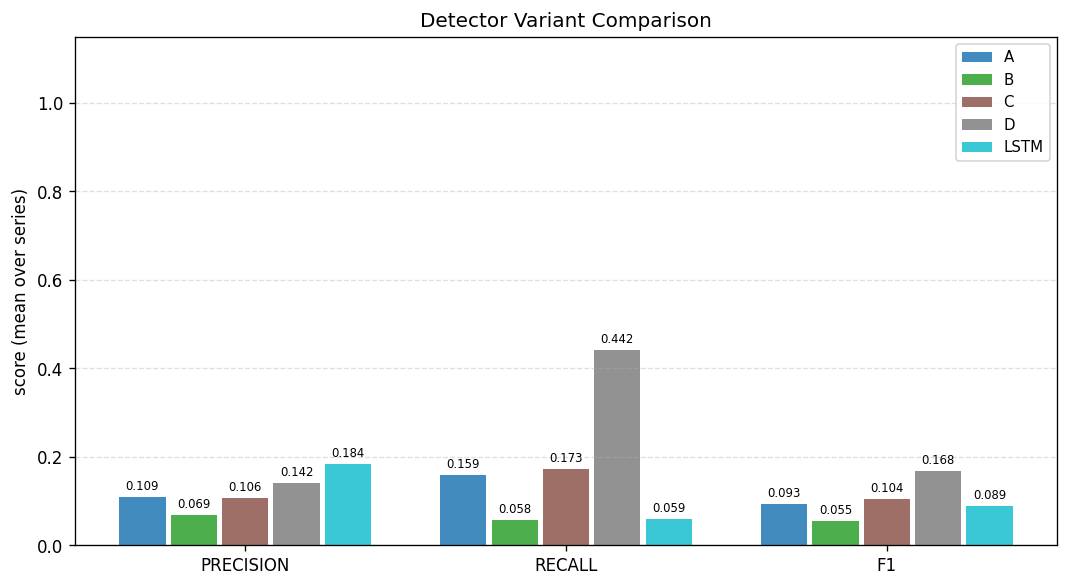 Detector Variant Comparison
score (mean over series)
1.0
0.8
0.6
0.4
0.2
0.0
A
B
C
D
LSTM
0.109
0.069
0.106
0.142
0.184
0.159
0.058
0.173
0.442
0.059
0.093
0.055
0.104
0.168
0.089
PRECISION
RECALL
F1